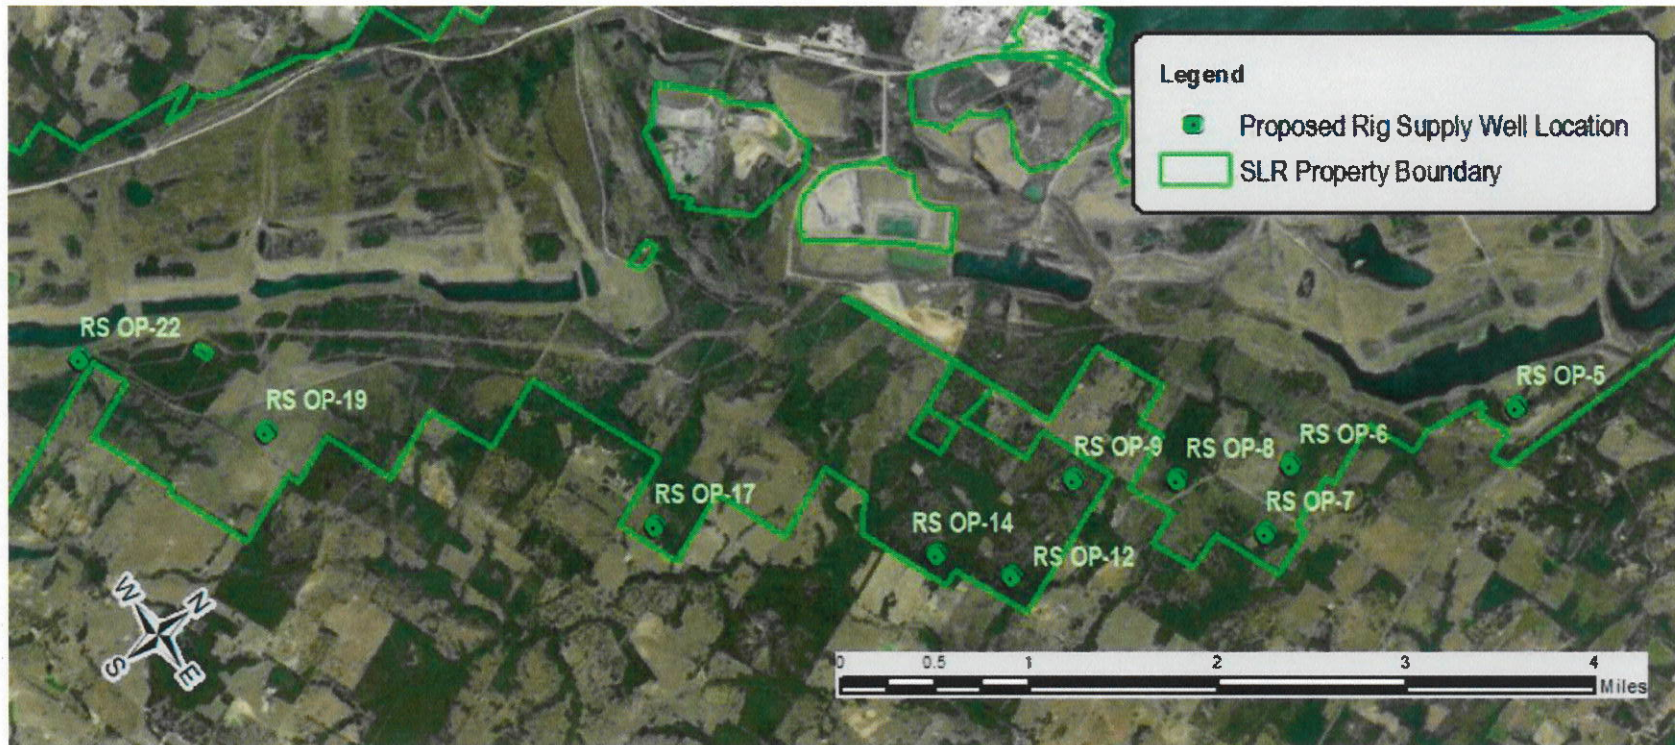 Legend
Proposed Rig Supply Well Location
SLR Property Boundary
RS OP-22
RS OP-19
RS OP-17
RS OP-14
RS OP-12
RS OP-9
RS OP-8
RS OP-6
RS OP-7
RS OP-5
W
N
S
E
0 0.5 1 2 3 4
Miles